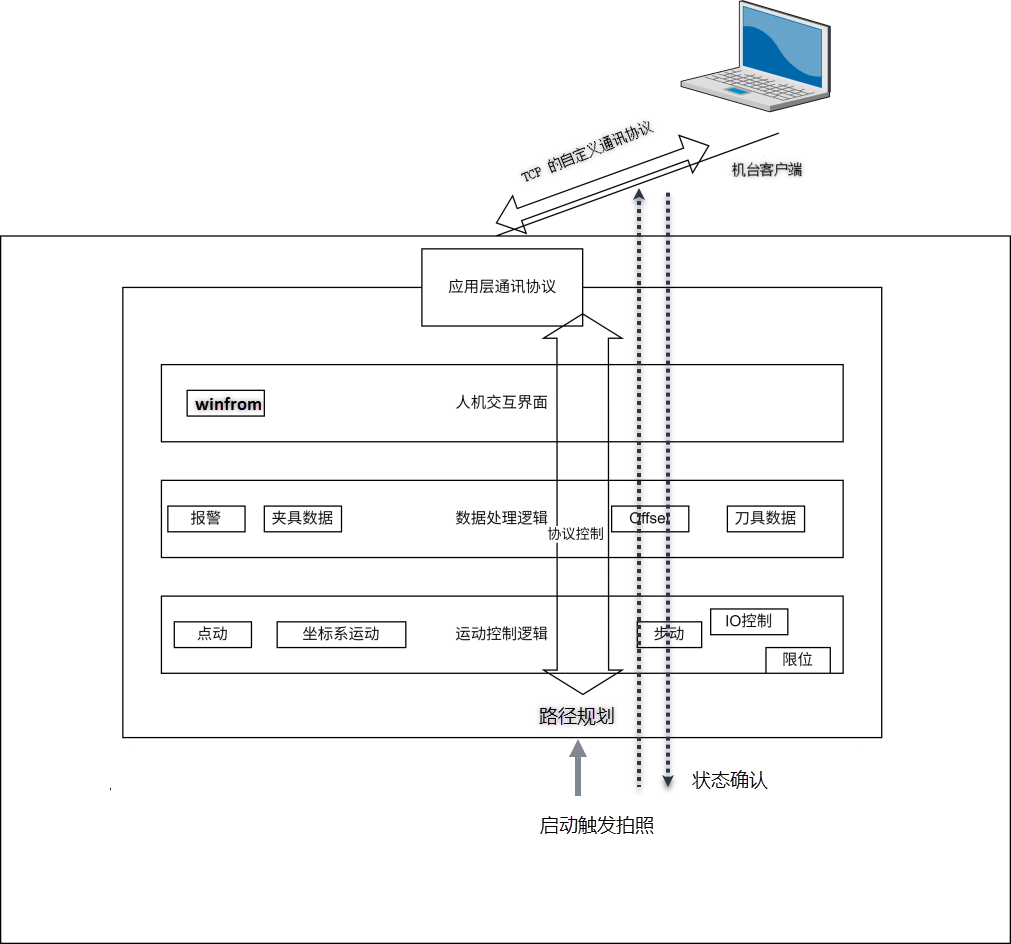 TCP 的自定义通讯协议
机台客户端
应用层通讯协议
winfrom
人机交互界面
报警
夹具数据
数据处理逻辑
协议控制
Offset
刀具数据
点动
坐标系运动
运动控制逻辑
步动
IO控制
限位
路径规划
状态确认
启动触发拍照